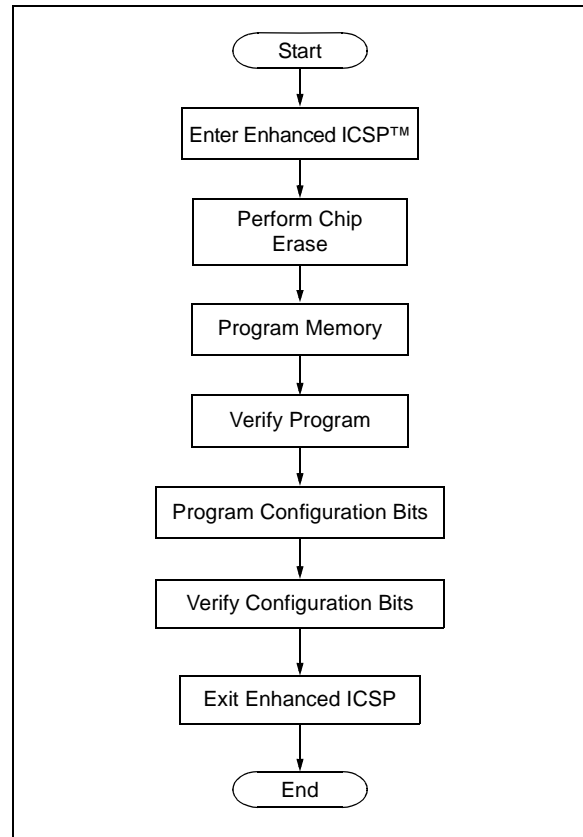 Start
Enter Enhanced ICSP™
Perform Chip
Erase
Program Memory
Verify Program
Program Configuration Bits
Verify Configuration Bits
Exit Enhanced ICSP
End